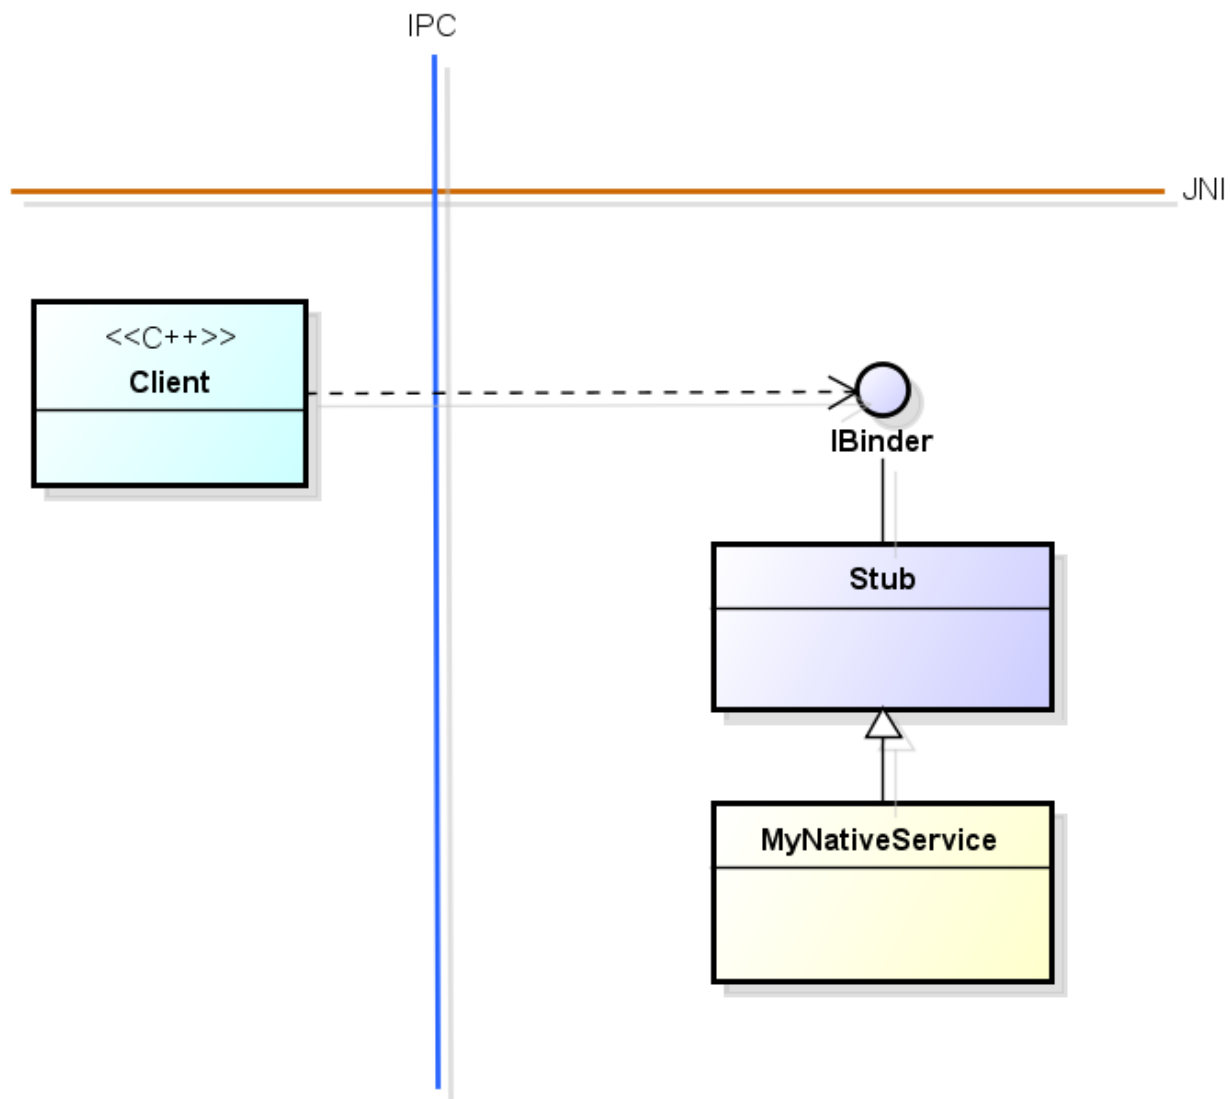 IPC
JNI
<<C++>>
Client
IBinder
Stub
MyNativeService